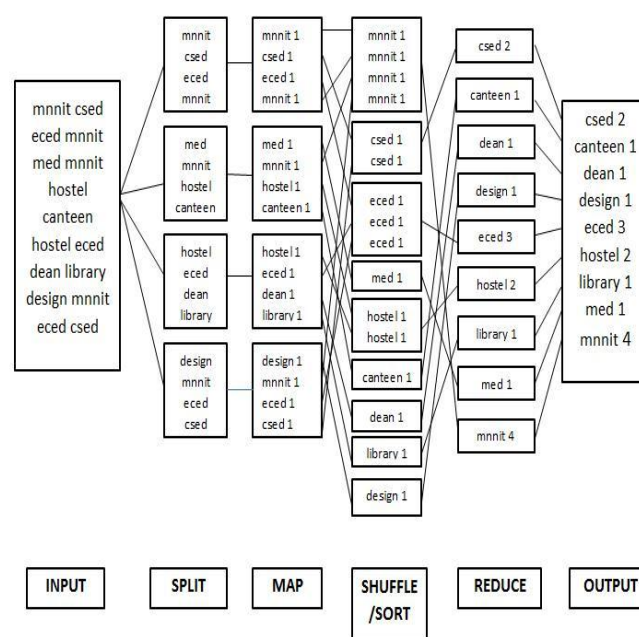 mnnit csed
eced mnnit
med mnnit
hostel
canteen
hostel eced
dean library
design mnnit
eced csed
mnnit
csed
eced
mnnit
med
mnnit
hostel
canteen
hostel
eced
dean
library
design
mnnit
eced
csed
mnnit 1
csed 1
eced 1
mnnit 1
med 1
mnnit 1
hostel 1
canteen 1
hostel 1
eced 1
dean 1
library 1
design 1
mnnit 1
eced 1
csed 1
mnnit 1
mnnit 1
mnnit 1
mnnit 1
csed 1
csed 1
eced 1
eced 1
eced 1
med 1
hostel 1
hostel 1
canteen 1
dean 1
library 1
design 1
csed 2
canteen 1
dean 1
design 1
eced 3
hostel 2
library 1
med 1
mnnit 4
csed 2
canteen 1
dean 1
design 1
eced 3
hostel 2
library 1
med 1
mnnit 4
INPUT
SPLIT
MAP
SHUFFLE
/SORT
REDUCE
OUTPUT